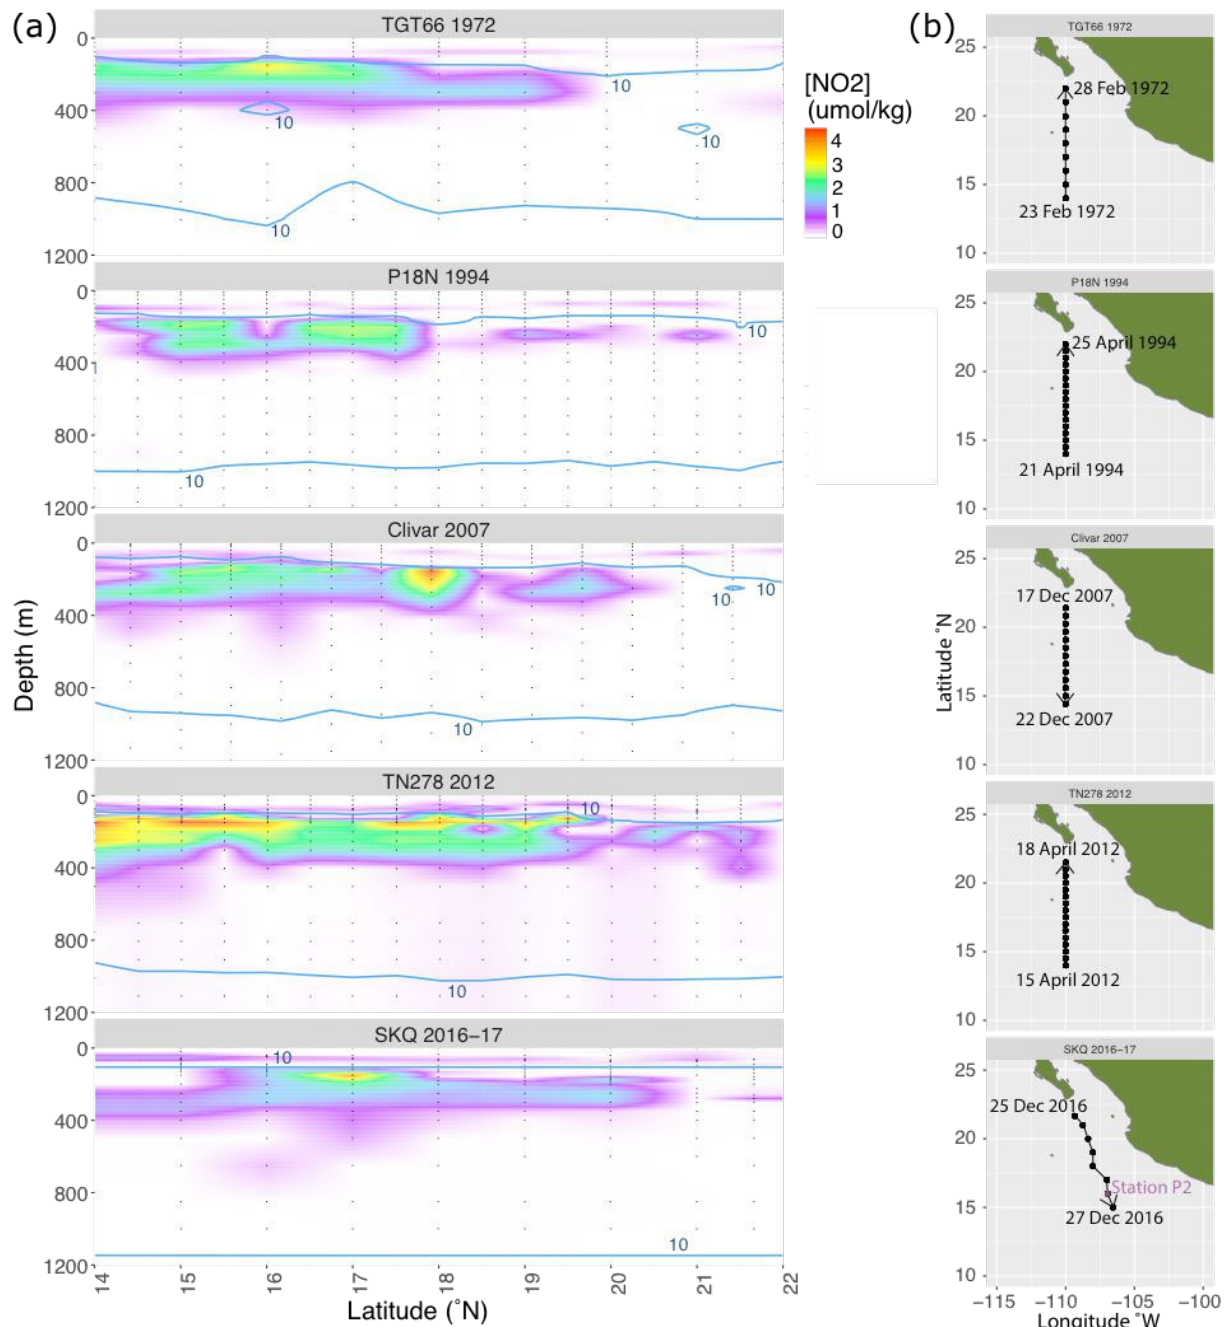 (a)
TGT66 1972
0
400
800
1200
10
10
10
10
[NO2]
(umol/kg)
4
3
2
1
0
P18N 1994
0
400
800
1200
10
10
Clivar 2007
0
400
800
1200
10
10
10
Depth (m)
TN278 2012
0
400
800
1200
10
10
SKQ 2016-17
0
400
800
1200
10
10
14 15 16 17 18 19 20 21 22
Latitude (˚N)
(b)
TGT66 1972
25
20
15
10
28 Feb 1972
23 Feb 1972
P18N 1994
25
20
15
10
25 April 1994
21 April 1994
Clivar 2007
25
20
15
10
17 Dec 2007
22 Dec 2007
Latitude ˚N
TN278 2012
25
20
15
10
18 April 2012
15 April 2012
SKQ 2016-17
25
20
15
10
25 Dec 2016
Station P2
27 Dec 2016
−115 −110 −105 −100
Longitude ˚W